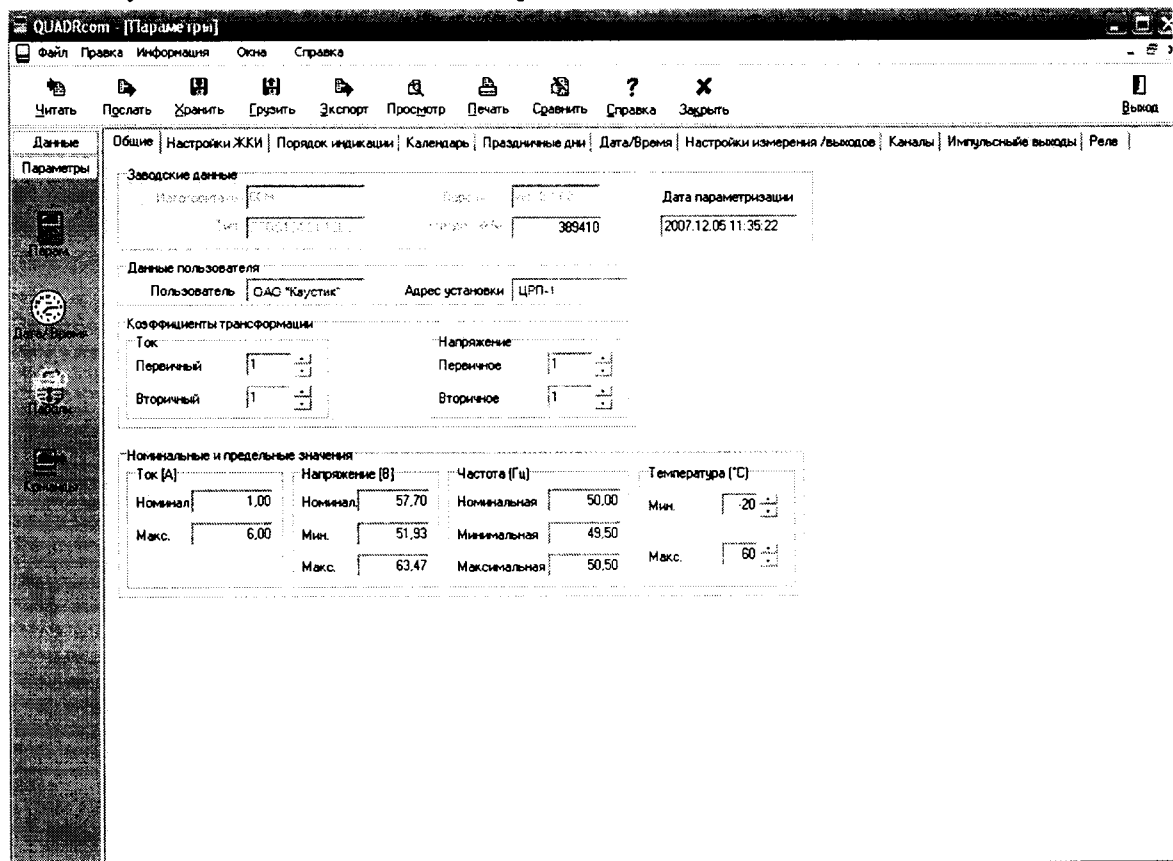 QUADRcom - [Параметры]
Файл Правка Информация Окна Справка
Читать Послать Хранить Грузить Экспорт Просмотр Печать Сравнить Справка Закрыть Выход
Данные
Параметры
Общие Настройки ЖКИ Порядок индикации Календарь Праздничные дни Дата/Время Настройки измерения /выходов Каналы Импульсныйе выходы Реле
Заводские данные
Дата параметризации
Тип 389410 2007.12.05 11:35:22
Данные пользователя
Пользователь ОАО "Каустик" Адрес установки ЦРП-1
Коэффициенты трансформации
Ток Напряжение
Первичный 1 Первичное 1
Вторичный 1 Вторичное 1
Номинальные и предельные значения
Ток [А] Напряжение [В] Частота [Гц] Температура [°C]
Номинал. 1,00 Номинал. 57,70 Номинальная 50,00 Мин. -20
Макс. 6,00 Мин. 51,93 Минимальная 49,50
Макс. 63,47 Максимальная 50,50 Макс. 60
Дата/Время